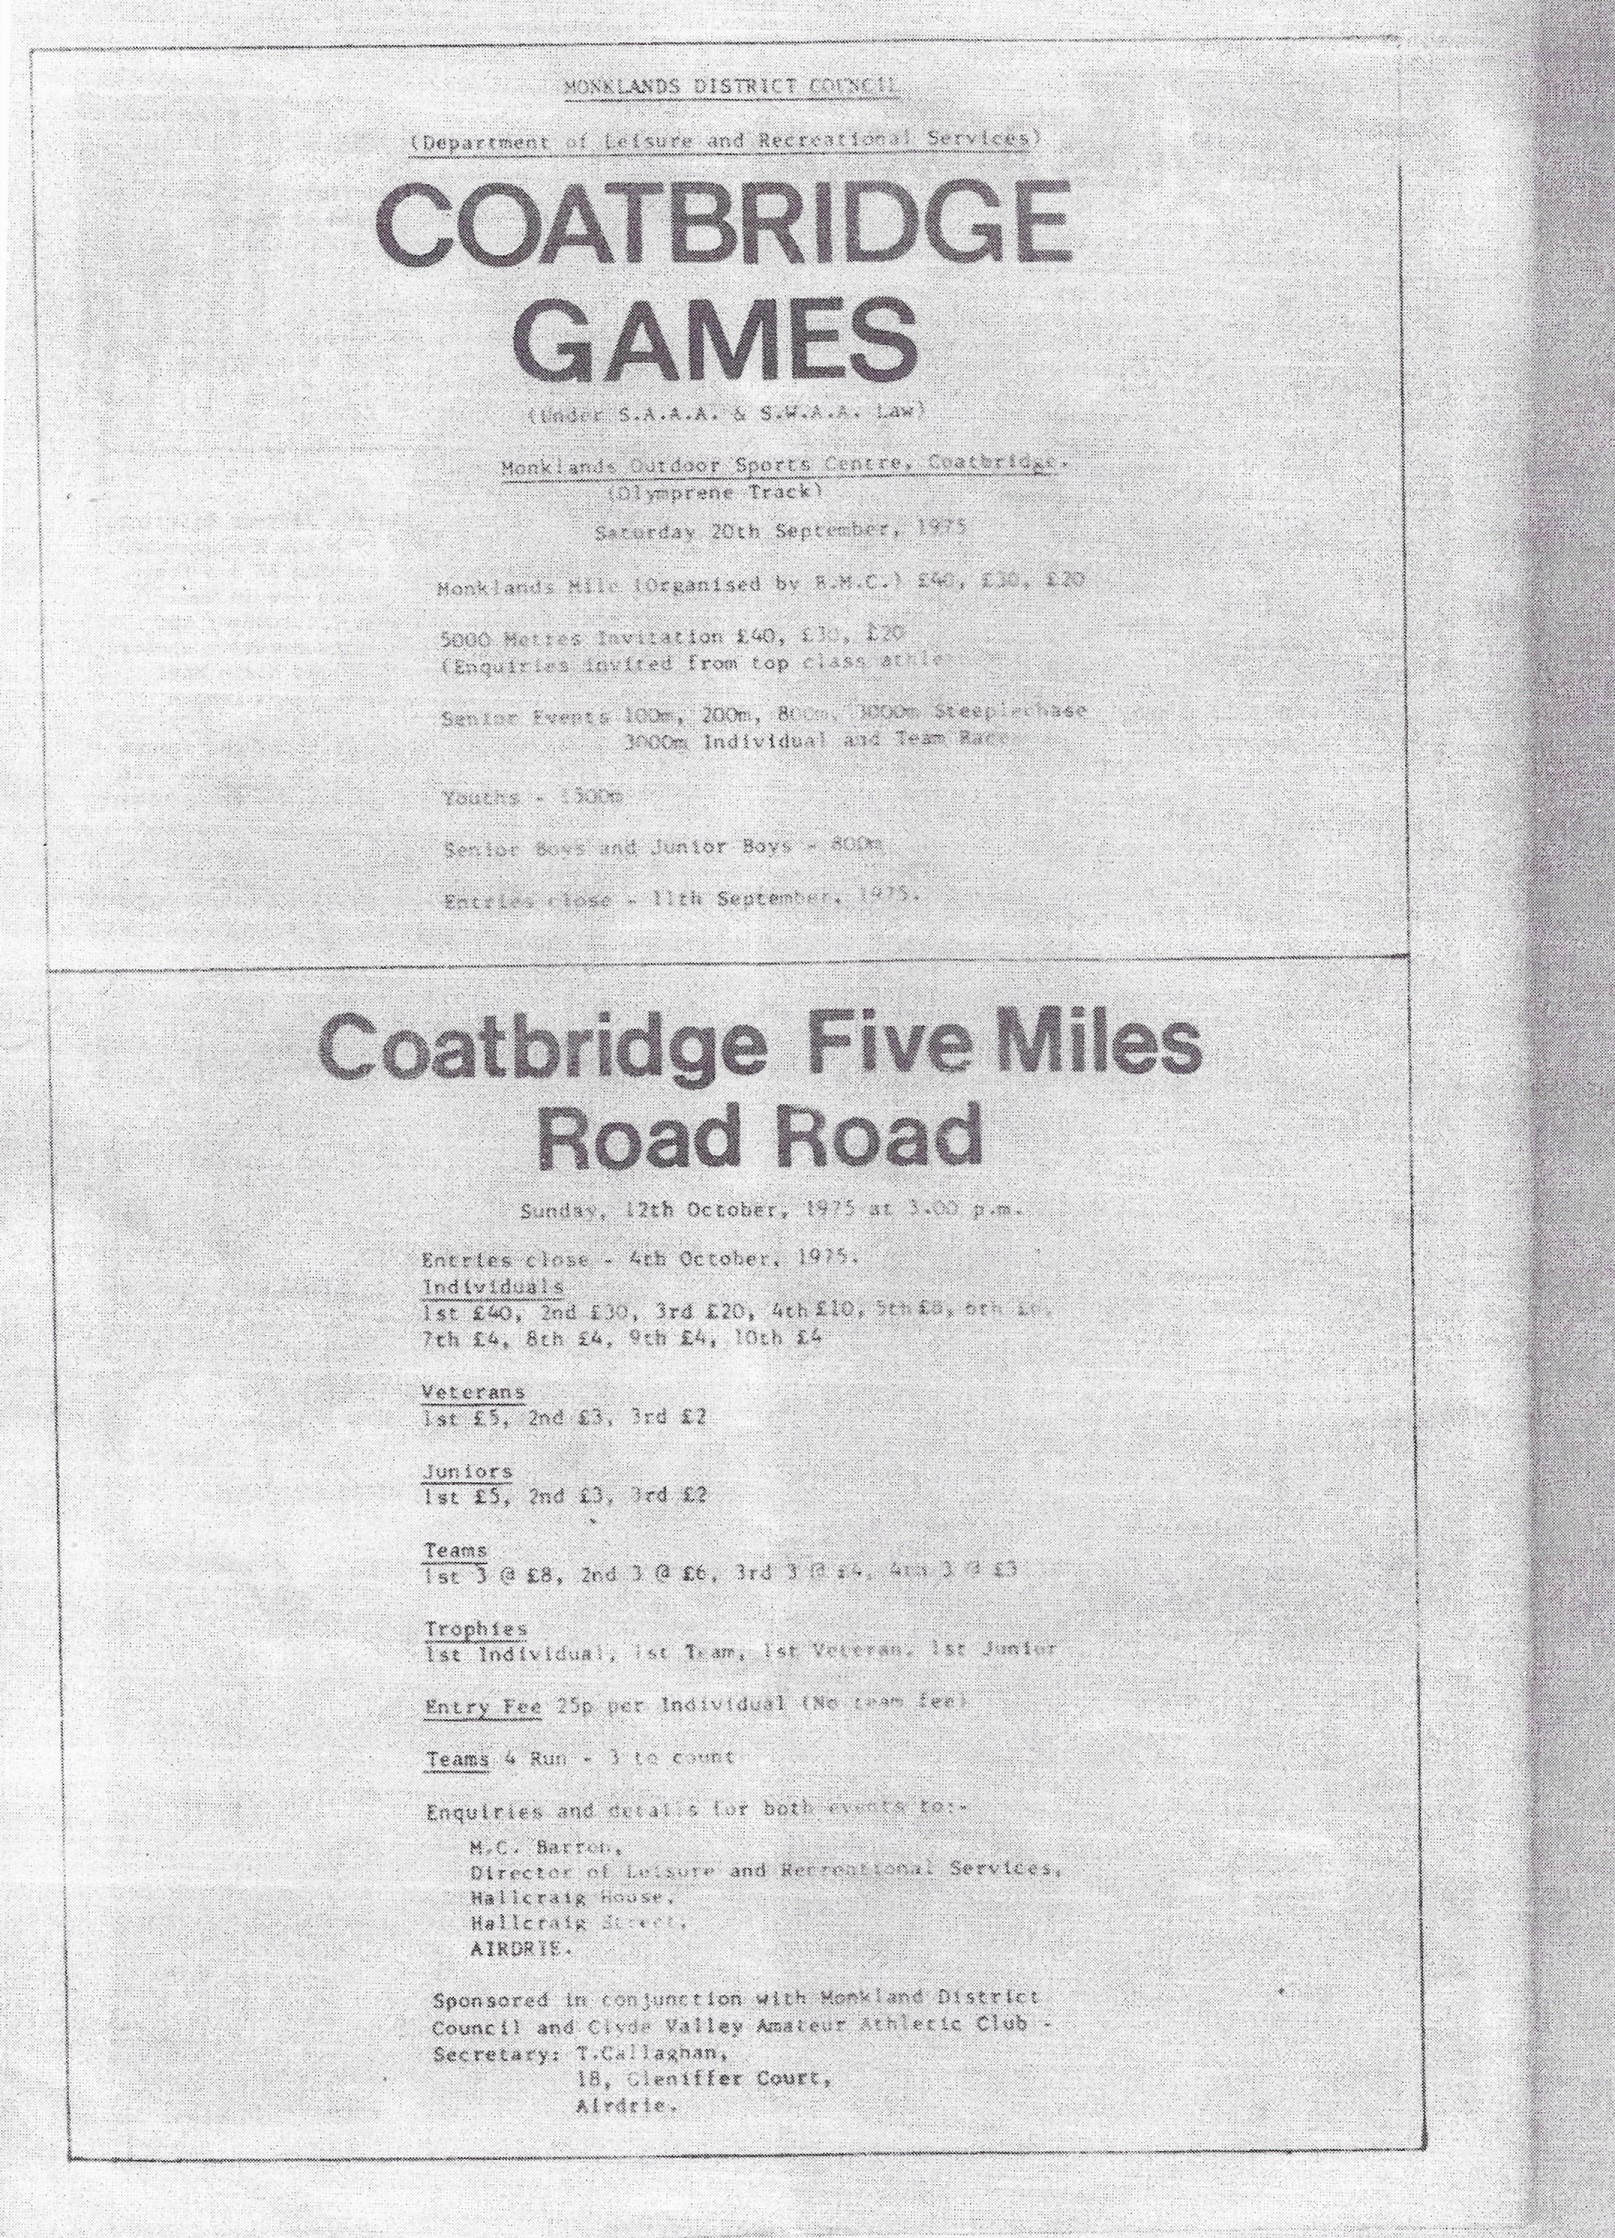 MONKLANDS DISTRICT COUNCIL
(Department of Leisure and Recreational Services)
COATBRIDGE
GAMES
(Under S.A.A.A. & S.W.A.A. Law)
Monklands Outdoor Sports Centre, Coatbridge.
(Olymprene Track)
Saturday 20th September, 1975
Monklands Mile (Organised by B.M.C.) £40, £30, £20
5000 Metres Invitation £40, £30, £20
(Enquiries invited from top class
Senior Events 100m, 200m, 800m, 3000m Steeplechase
3000m Individual and Team Race
Youths - 1500m
Senior Boys and Junior Boys - 800m
Entries close - 11th September, 1975.
Coatbridge Five Miles
Road Road
Sunday, 12th October, 1975 at 3.00 p.m.
Entries close - 4th October, 1975.
Individuals
1st £40, 2nd £30, 3rd £20, 4th £10, 5th £8, 6th £6,
7th £4, 8th £4, 9th £4, 10th £4
Veterans
1st £5, 2nd £3, 3rd £2
Juniors
1st £5, 2nd £3, 3rd £2
Teams
1st 3 @ £8, 2nd 3 @ £6, 3rd 3 @ £4, 4th 3 @ £3
Trophies
1st Individual, 1st Team, 1st Veteran, 1st Junior
Entry Fee 25p per Individual (No team fee)
Teams 4 Run - 3 to count
Enquiries and details for both events to:-
M.C. Barron,
Director of Leisure and Recreational Services,
Hallcraig House,
Hallcraig Street,
AIRDRIE.
Sponsored in conjunction with Monkland District
Council and Clyde Valley Amateur Athletic Club -
Secretary: T.Callaghan,
18, Gleniffer Court,
Airdrie.